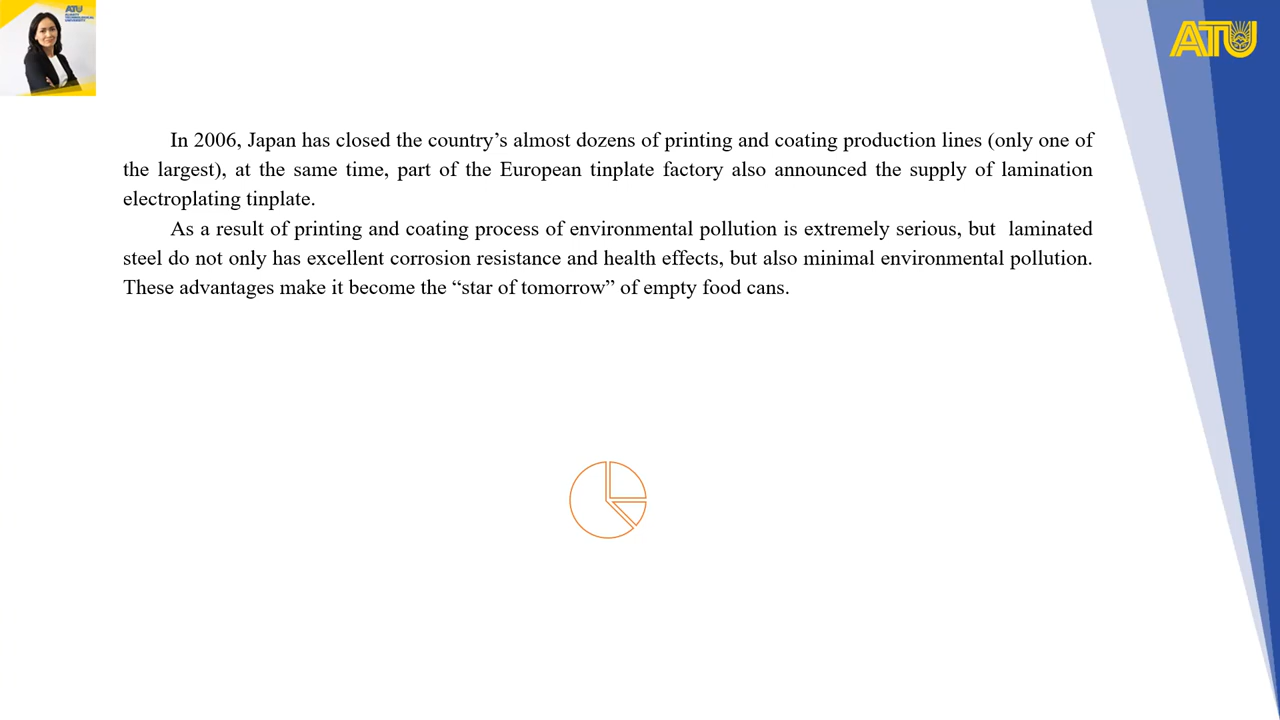 ATU
ALMATY
TECHNOLOGICAL
UNIVERSITY
ATU
In 2006, Japan has closed the country’s almost dozens of printing and coating production lines (only one of
the largest), at the same time, part of the European tinplate factory also announced the supply of lamination
electroplating tinplate.
As a result of printing and coating process of environmental pollution is extremely serious, but laminated
steel do not only has excellent corrosion resistance and health effects, but also minimal environmental pollution.
These advantages make it become the “star of tomorrow” of empty food cans.